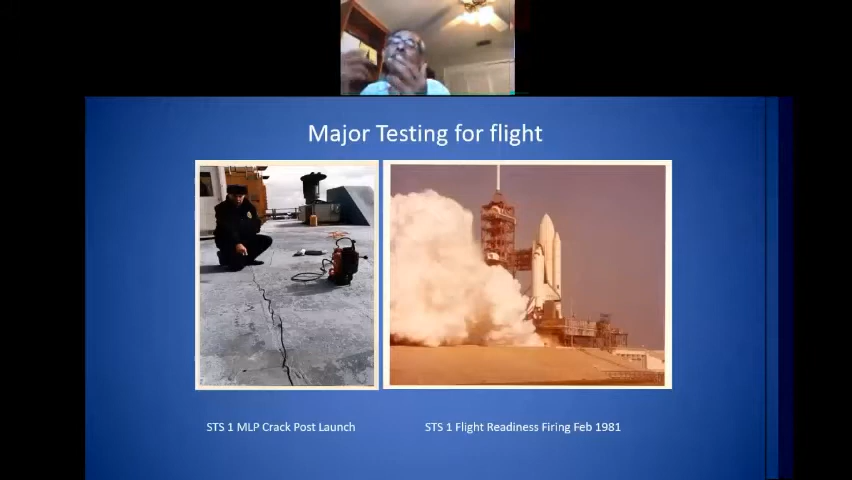 Major Testing for flight
STS 1 MLP Crack Post Launch
STS 1 Flight Readiness Firing Feb 1981